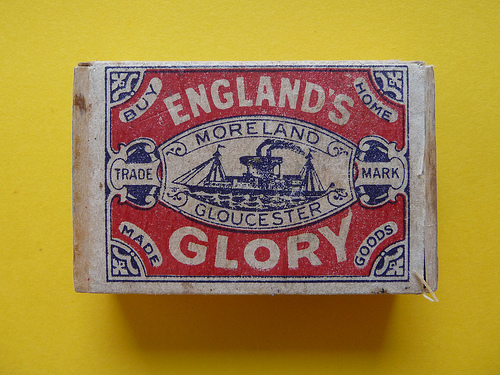 BUY
ENGLAND'S
HOME
MORELAND
TRADE
MARK
GLOUCESTER
MADE
GLORY
GOODS